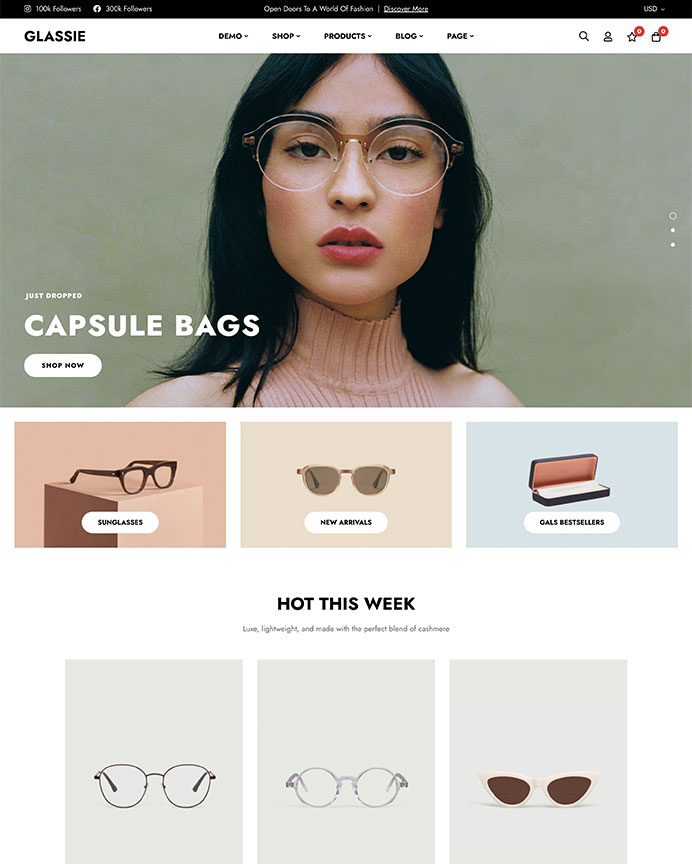 100k Followers 300k Followers Open Doors To A World Of Fashion | Discover More USD
GLASSIE DEMO SHOP PRODUCTS BLOG PAGE 0 0
JUST DROPPED
CAPSULE BAGS
SHOP NOW
SUNGLASSES NEW ARRIVALS GALS BESTSELLERS
HOT THIS WEEK
Luxe, lightweight, and made with the perfect blend of cashmere